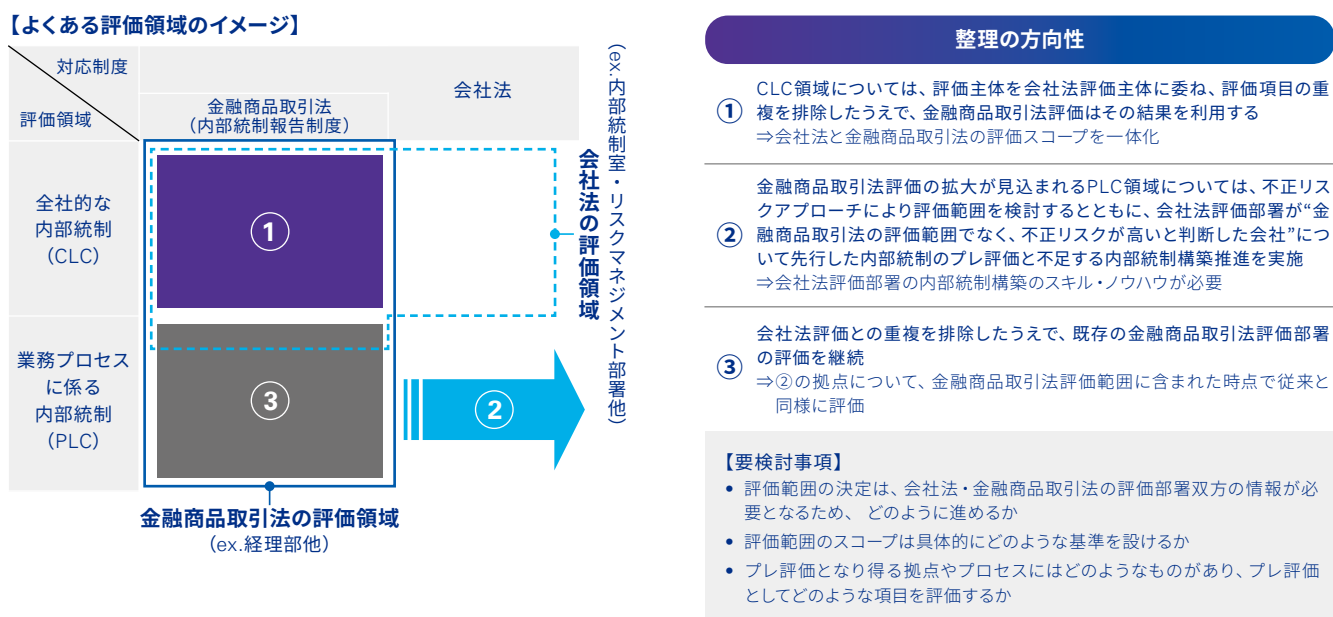 【よくある評価領域のイメージ】
対応制度
評価領域
金融商品取引法
（内部統制報告制度）
会社法
全社的な
内部統制
（CLC）
業務プロセス
に係る
内部統制
（PLC）
①
③
②
会社法の評価領域
（ex.内部統制室・リスクマネジメント部署他）
金融商品取引法の評価領域
（ex.経理部他）
整理の方向性
①
CLC領域については、評価主体を会社法評価主体に委ね、評価項目の重
複を排除したうえで、金融商品取引法評価はその結果を利用する
⇒会社法と金融商品取引法の評価スコープを一体化
②
金融商品取引法評価の拡大が見込まれるPLC領域については、不正リス
クアプローチにより評価範囲を検討するとともに、会社法評価部署が“金
融商品取引法の評価範囲でなく、不正リスクが高いと判断した会社”につ
いて先行した内部統制のプレ評価と不足する内部統制構築推進を実施
⇒会社法評価部署の内部統制構築のスキル・ノウハウが必要
③
会社法評価との重複を排除したうえで、既存の金融商品取引法評価部署
の評価を継続
⇒②の拠点について、金融商品取引法評価範囲に含まれた時点で従来と
同様に評価
【要検討事項】
• 評価範囲の決定は、会社法・金融商品取引法の評価部署双方の情報が必
要となるため、 どのように進めるか
• 評価範囲のスコープは具体的にどのような基準を設けるか
• プレ評価となり得る拠点やプロセスにはどのようなものがあり、プレ評価
としてどのような項目を評価するか